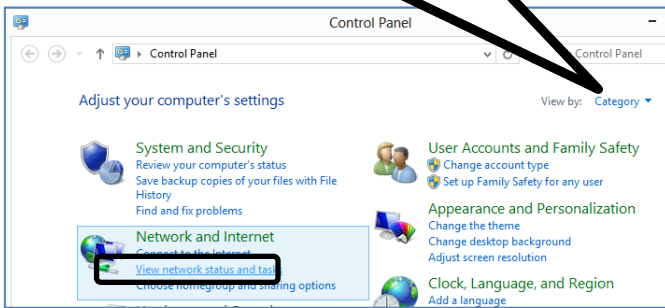 Control Panel
Control Panel
Control Panel
Adjust your computer's settings
View by: Category
System and Security
Review your computer's status
Save backup copies of your files with File
History
Find and fix problems
Network and Internet
Connect to the Internet
View network status and tasks
Choose homegroup and sharing options
User Accounts and Family Safety
Change account type
Set up Family Safety for any user
Appearance and Personalization
Change the theme
Change desktop background
Adjust screen resolution
Clock, Language, and Region
Add a language